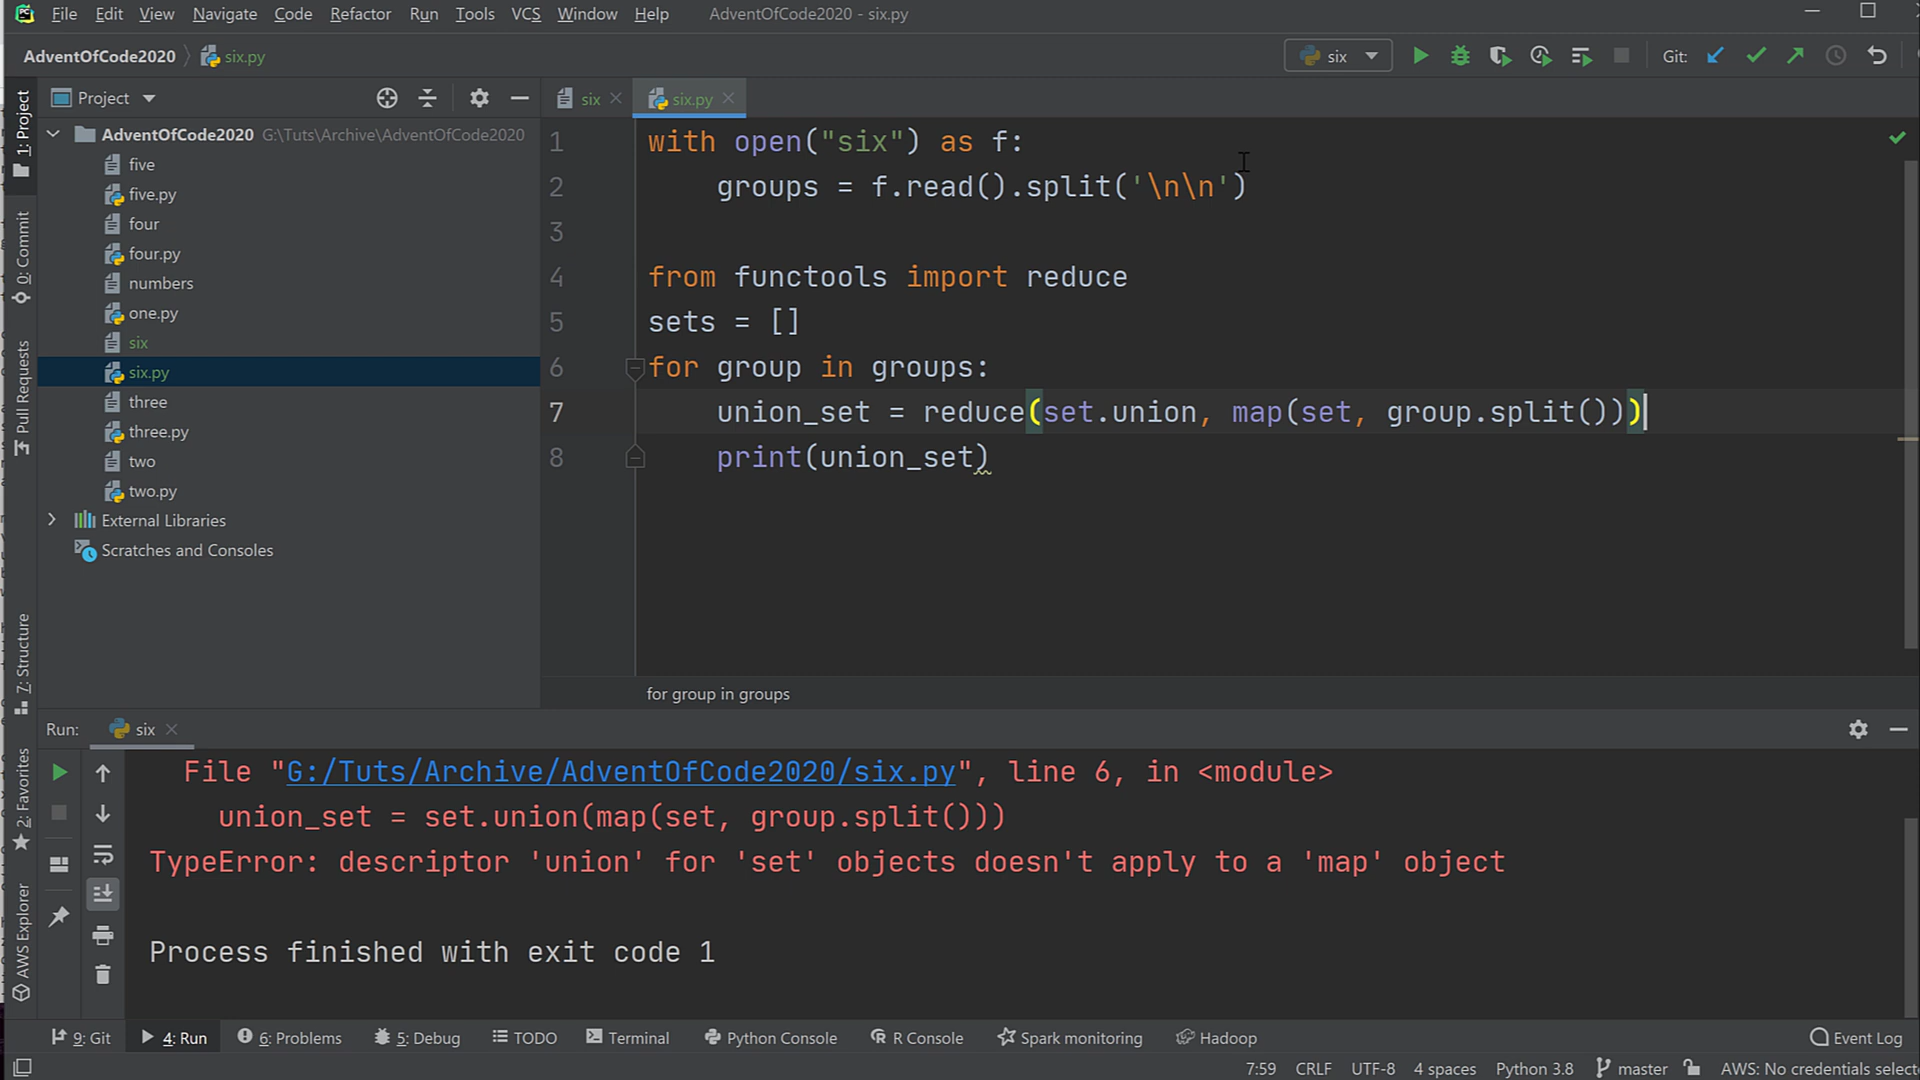 File Edit View Navigate Code Refactor Run Tools VCS Window Help AdventOfCode2020 - six.py
AdventOfCode2020 six.py six Git:
1: Project
0: Commit
Pull Requests
7: Structure
2: Favorites
AWS Explorer
Project
AdventOfCode2020 G:\Tuts\Archive\AdventOfCode2020
five
five.py
four
four.py
numbers
one.py
six
six.py
three
three.py
two
two.py
External Libraries
Scratches and Consoles
six six.py
1 with open("six") as f:
2 groups = f.read().split('\n\n')
3
4 from functools import reduce
5 sets = []
6 for group in groups:
7 union_set = reduce(set.union, map(set, group.split()))
8 print(union_set)
for group in groups
Run: six
File "G:/Tuts/Archive/AdventOfCode2020/six.py", line 6, in <module>
union_set = set.union(map(set, group.split()))
TypeError: descriptor 'union' for 'set' objects doesn't apply to a 'map' object
Process finished with exit code 1
9: Git 4: Run 6: Problems 5: Debug TODO Terminal Python Console R Console Spark monitoring Hadoop Event Log
7:59 CRLF UTF-8 4 spaces Python 3.8 master AWS: No credentials select